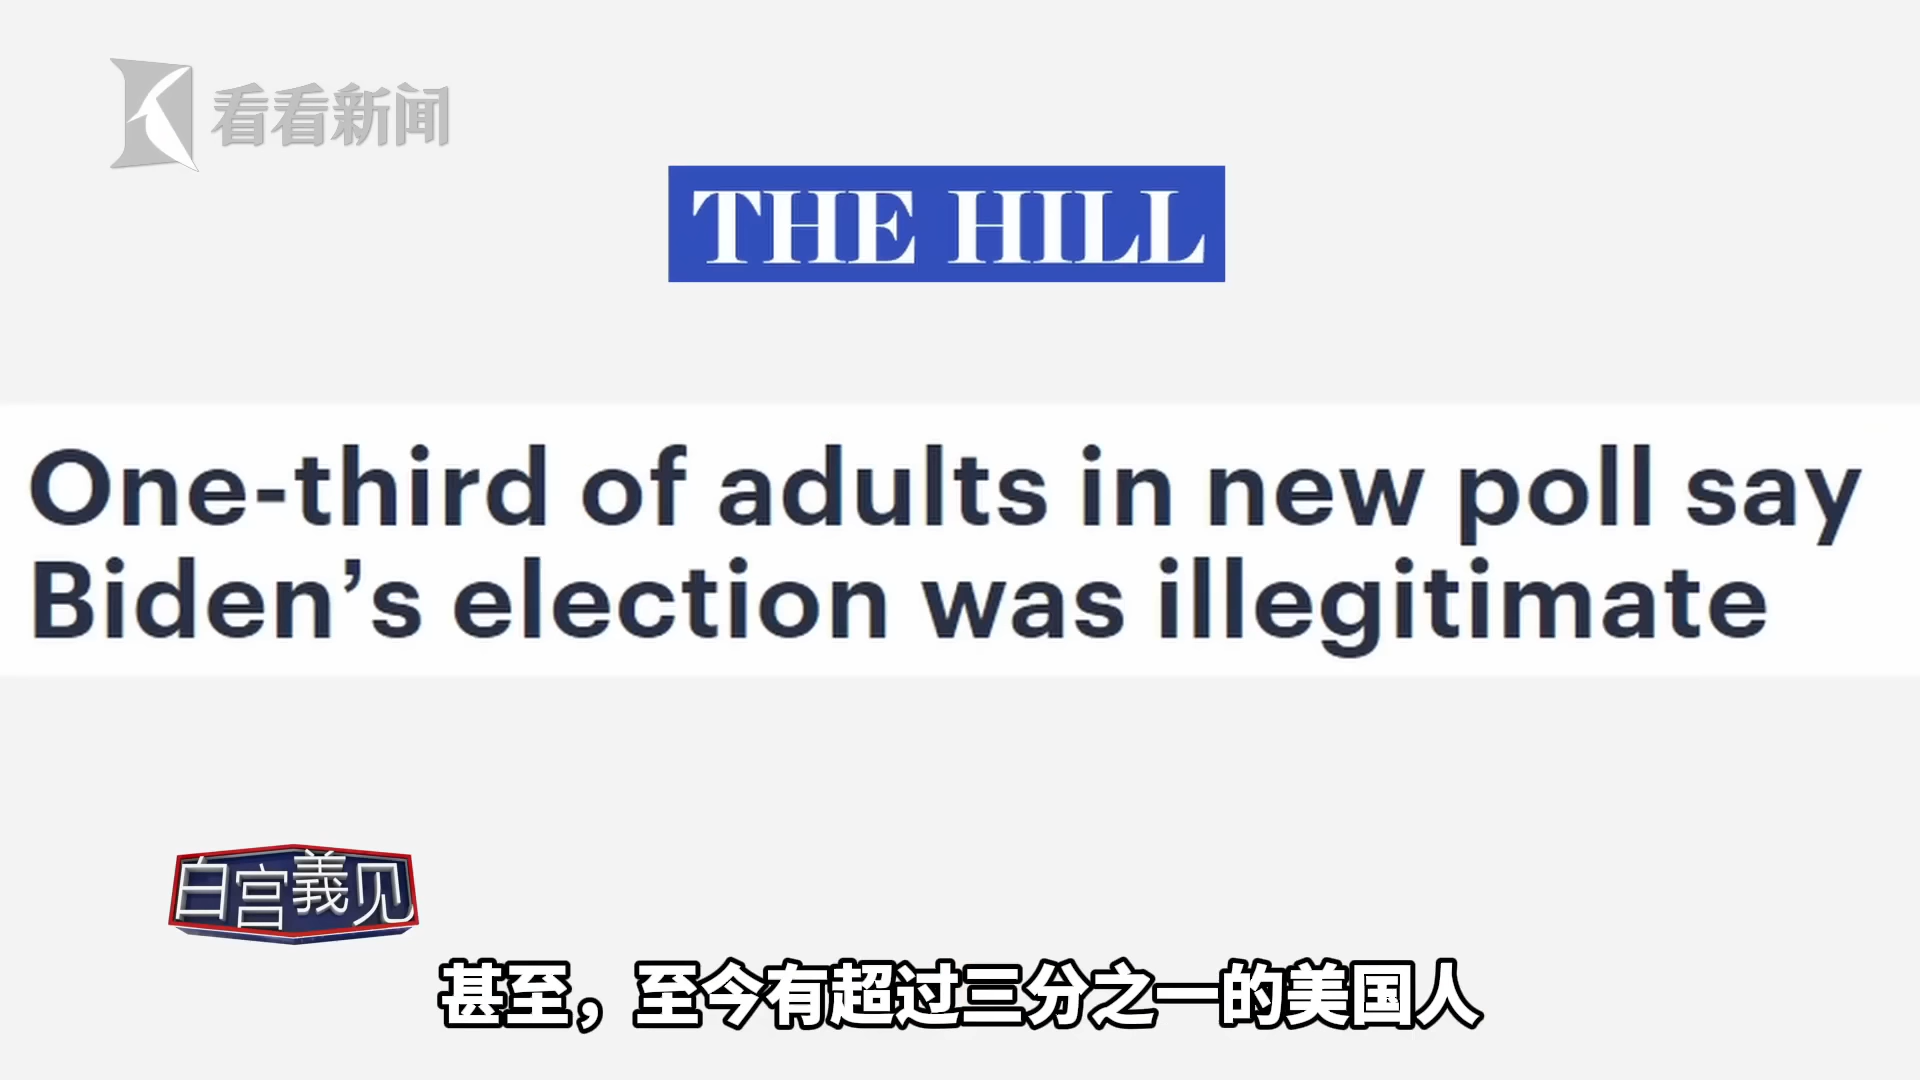 看看新闻
THE HILL
One-third of adults in new poll say
Biden’s election was illegitimate
白宫義见
甚至，至今有超过三分之一的美国人